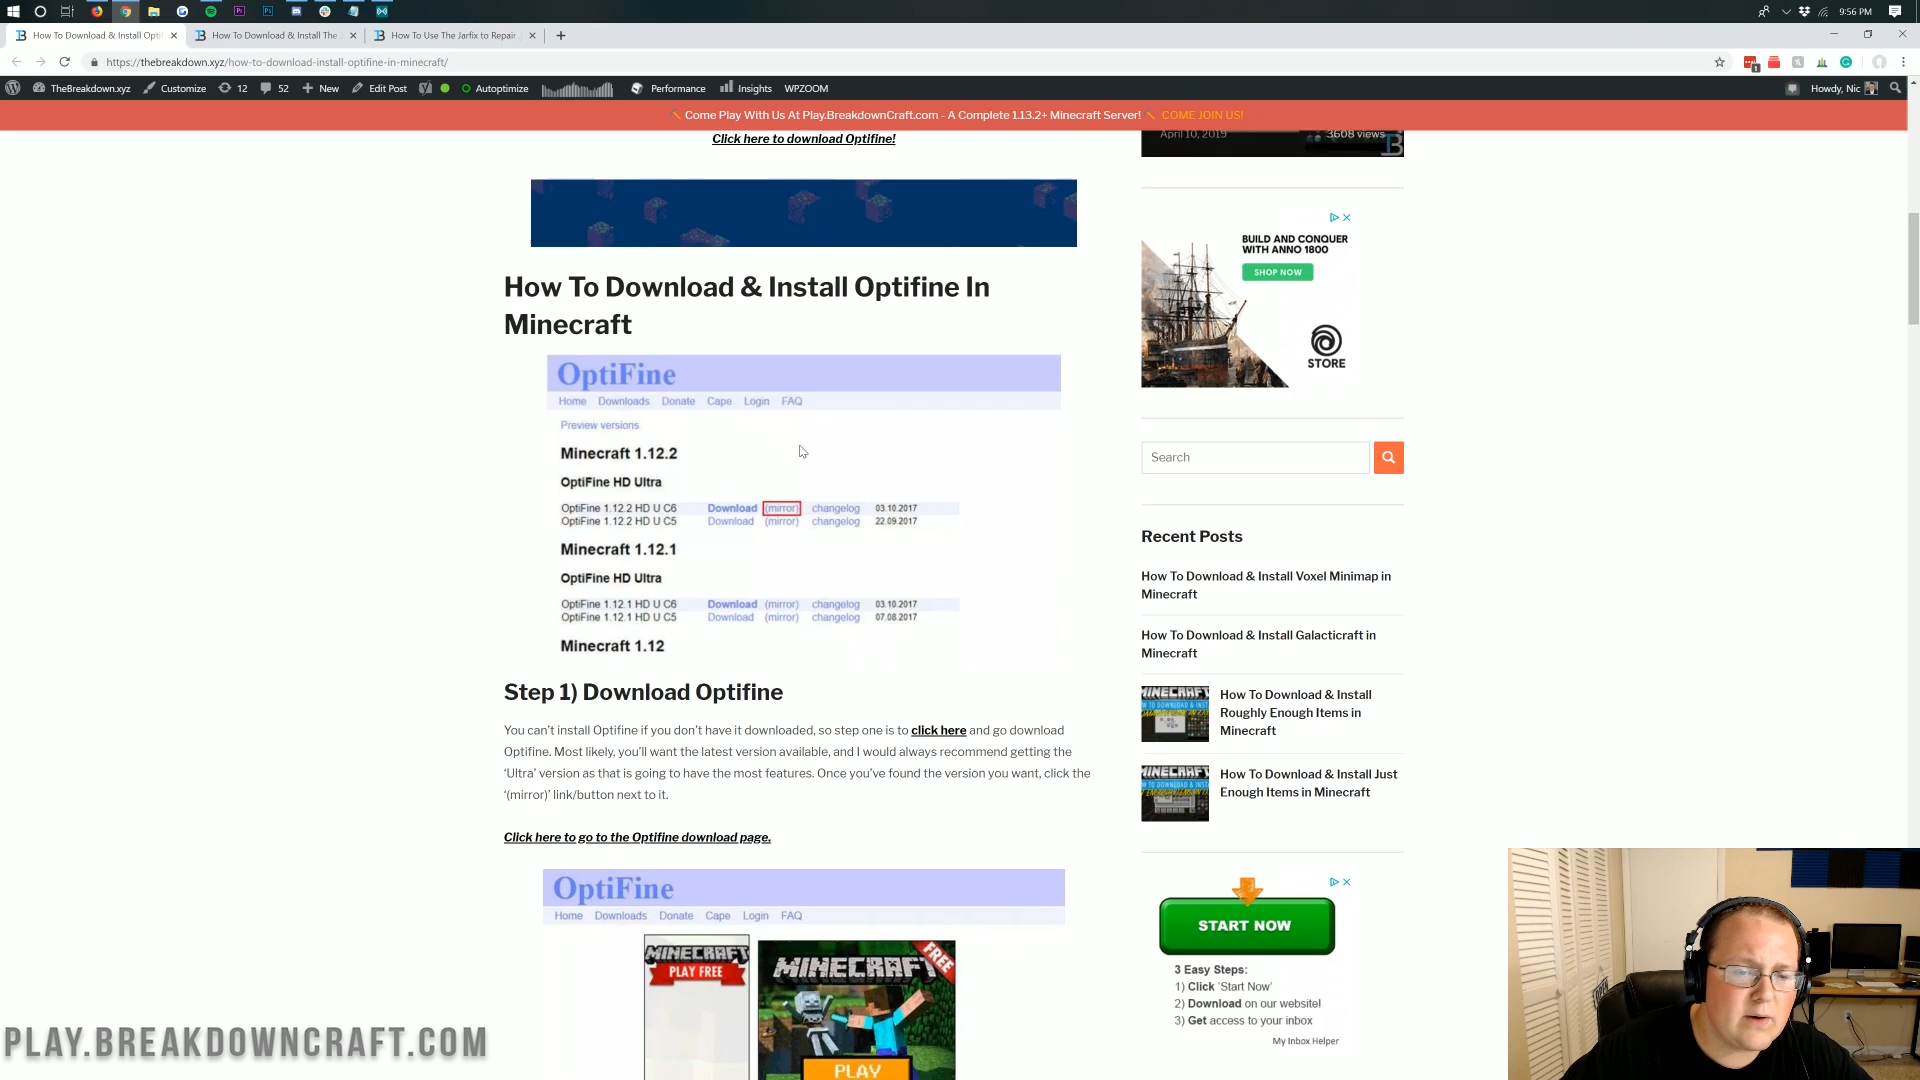 9:56 PM
How To Download & Install Opti
How To Download & Install The
How To Use The Jarfix to Repair
https://thebreakdown.xyz/how-to-download-install-optifine-in-minecraft/
TheBreakdown.xyz Customize 12 52 New Edit Post Autoptimize Performance Insights WPZOOM Howdy, Nic
Come Play With Us At Play.BreakdownCraft.com - A Complete 1.13.2+ Minecraft Server! COME JOIN US!
Click here to download Optifine!
How To Download & Install Optifine In
Minecraft
OptiFine
Home Downloads Donate Cape Login FAQ
Preview versions
Minecraft 1.12.2
OptiFine HD Ultra
OptiFine 1.12.2 HD U C6 Download (mirror) changelog 03.10.2017
OptiFine 1.12.2 HD U C5 Download (mirror) changelog 22.09.2017
Minecraft 1.12.1
OptiFine HD Ultra
OptiFine 1.12.1 HD U C6 Download (mirror) changelog 03.10.2017
OptiFine 1.12.1 HD U C5 Download (mirror) changelog 07.08.2017
Minecraft 1.12
Step 1) Download Optifine
You can't install Optifine if you don't have it downloaded, so step one is to click here and go download
Optifine. Most likely, you'll want the latest version available, and I would always recommend getting the
'Ultra' version as that is going to have the most features. Once you've found the version you want, click the
'(mirror)' link/button next to it.
Click here to go to the Optifine download page.
OptiFine
Home Downloads Donate Cape Login FAQ
MINECRAFT
PLAY FREE
MINECRAFT
FREE
PLAY
April 10, 2019 3608 views
BUILD AND CONQUER
WITH ANNO 1800
SHOP NOW
STORE
Search
Recent Posts
How To Download & Install Voxel Minimap in
Minecraft
How To Download & Install Galacticraft in
Minecraft
How To Download & Install
Roughly Enough Items in
Minecraft
How To Download & Install Just
Enough Items in Minecraft
START NOW
3 Easy Steps:
1) Click 'Start Now'
2) Download on our website!
3) Get access to your inbox
My Inbox Helper
PLAY.BREAKDOWNCRAFT.COM